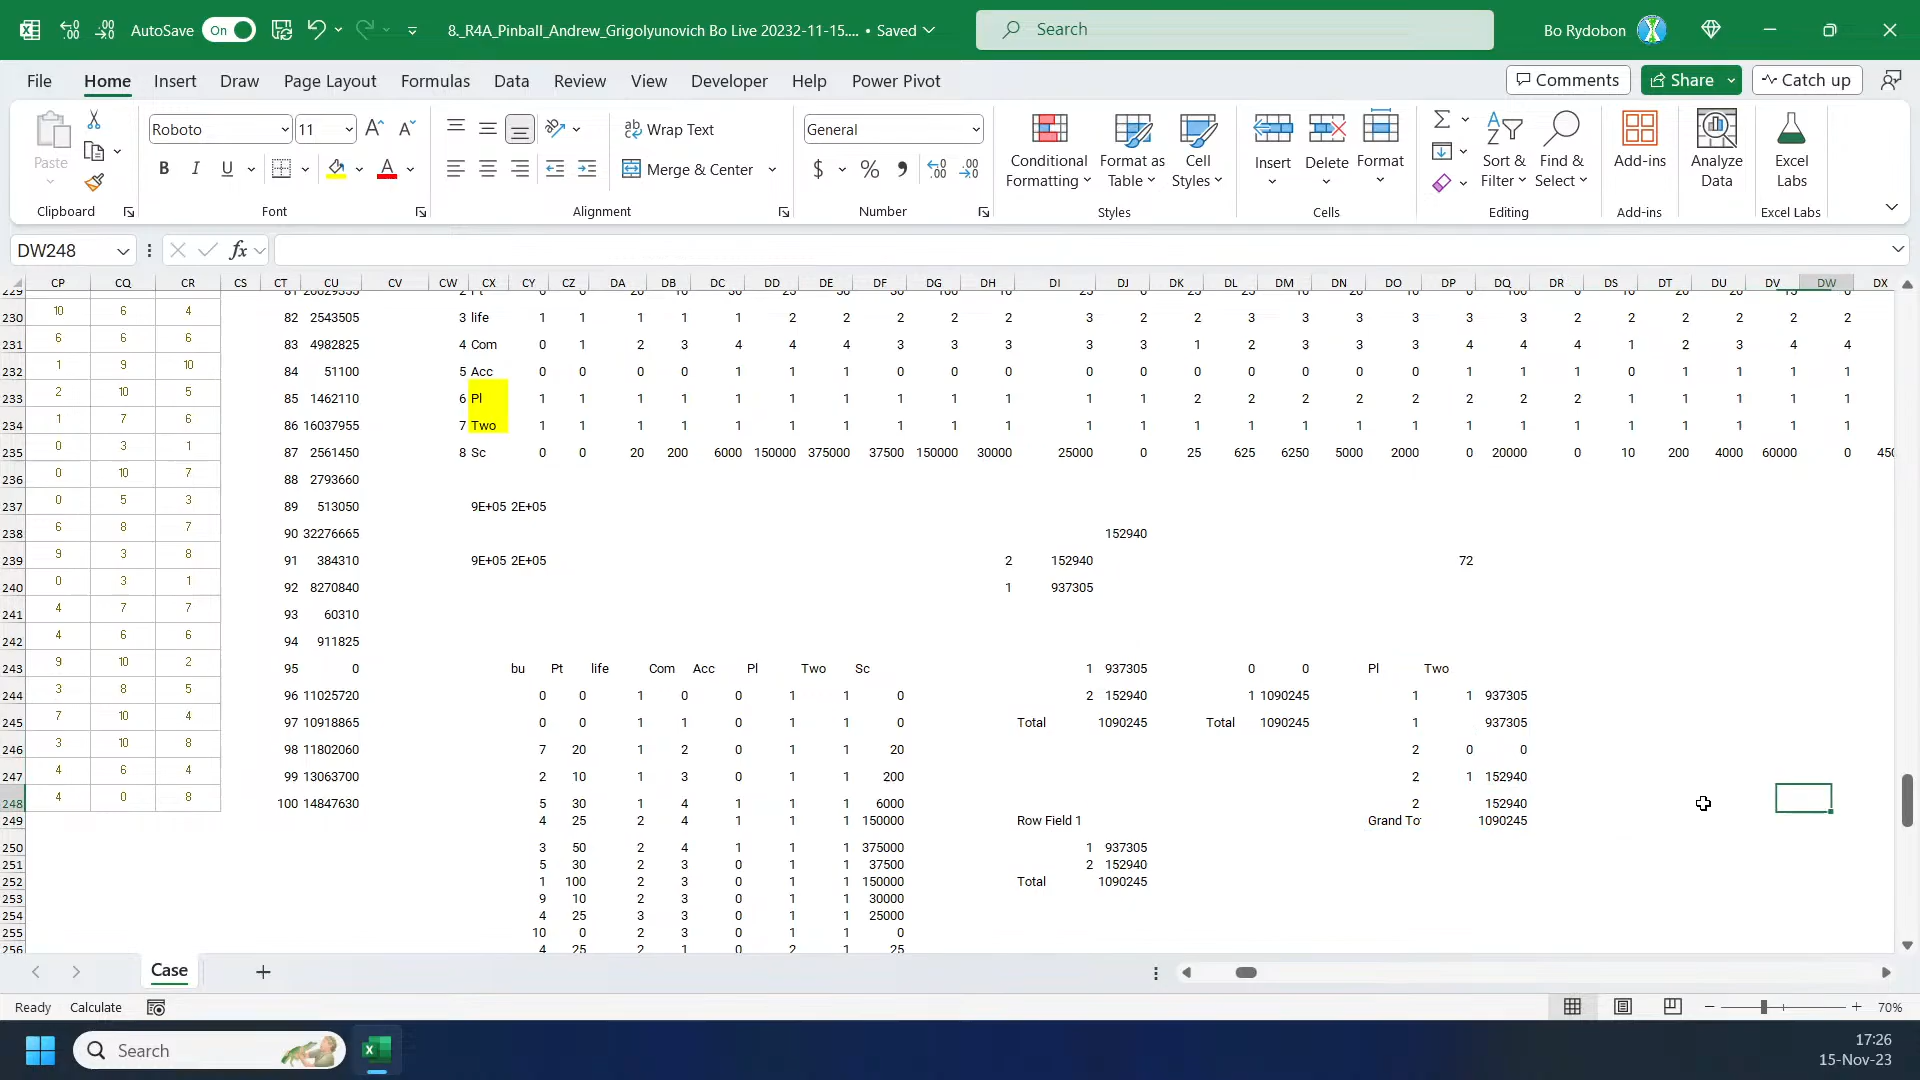 AutoSave On 8._R4A_Pinball_Andrew_Grigolyunovich Bo Live 20232-11-15.... • Saved Search Bo Rydobon
File Home Insert Draw Page Layout Formulas Data Review View Developer Help Power Pivot Comments Share Catch up
Paste Roboto 11 Wrap Text General Conditional Formatting Format as Table Cell Styles Insert Delete Format Sort & Filter Find & Select Add-ins Analyze Data Excel Labs
B I U Merge & Center $ %
Clipboard Font Alignment Number Styles Cells Editing Add-ins Excel Labs
DW248 fx
CP CQ CR CS CT CU CV CW CX CY CZ DA DB DC DD DE DF DG DH DI DJ DK DL DM DN DO DP DQ DR DS DT DU DV DW DX
230 10 6 4 82 2543505 3 life 1 1 1 1 1 2 2 2 2 2 3 2 2 3 3 3 3 3 3 2 2 2 2 2 2
231 6 6 6 83 4982825 4 Com 0 1 2 3 4 4 4 3 3 3 3 3 1 2 3 3 3 4 4 4 1 2 3 4 4
232 1 9 10 84 51100 5 Acc 0 0 0 0 1 1 1 0 0 0 0 0 0 0 0 0 0 1 1 1 0 1 1 1 1
233 2 10 5 85 1462110 6 Pl 1 1 1 1 1 1 1 1 1 1 1 1 2 2 2 2 2 2 2 2 1 1 1 1 1
234 1 7 6 86 16037955 7 Two 1 1 1 1 1 1 1 1 1 1 1 1 1 1 1 1 1 1 1 1 1 1 1 1 1
235 0 3 1 87 2561450 8 Sc 0 0 20 200 6000 150000 375000 37500 150000 30000 25000 0 25 625 6250 5000 2000 0 20000 0 10 200 4000 60000 0 450
236 0 10 7 88 2793660
237 0 5 3 89 513050 9E+05 2E+05
238 6 8 7 90 32276665 152940
239 9 3 8 91 384310 9E+05 2E+05 2 152940 72
240 0 3 1 92 8270840 1 937305
241 4 7 7 93 60310
242 4 6 6 94 911825
243 9 10 2 95 0 bu Pt life Com Acc Pl Two Sc 1 937305 0 0 Pl Two
244 3 8 5 96 11025720 0 0 1 0 0 1 1 0 2 152940 1 1090245 1 1 937305
245 7 10 4 97 10918865 0 0 1 1 0 1 1 0 Total 1090245 Total 1090245 1 937305
246 3 10 8 98 11802060 7 20 1 2 0 1 1 20 2 0 0
247 4 6 4 99 13063700 2 10 1 3 0 1 1 200 2 1 152940
248 4 0 8 100 14847630 5 30 1 4 1 1 1 6000 2 152940
249 4 25 2 4 1 1 1 150000 Row Field 1 Grand To 1090245
250 3 50 2 4 1 1 1 375000 1 937305
251 5 30 2 3 0 1 1 37500 2 152940
252 1 100 2 3 0 1 1 150000 Total 1090245
253 9 10 2 3 0 1 1 30000
254 4 25 3 3 0 1 1 25000
255 10 0 2 3 0 1 1 0
256 4 25 2 1 0 2 1 25
Case
Ready Calculate 70%
Search 17:26
15-Nov-23